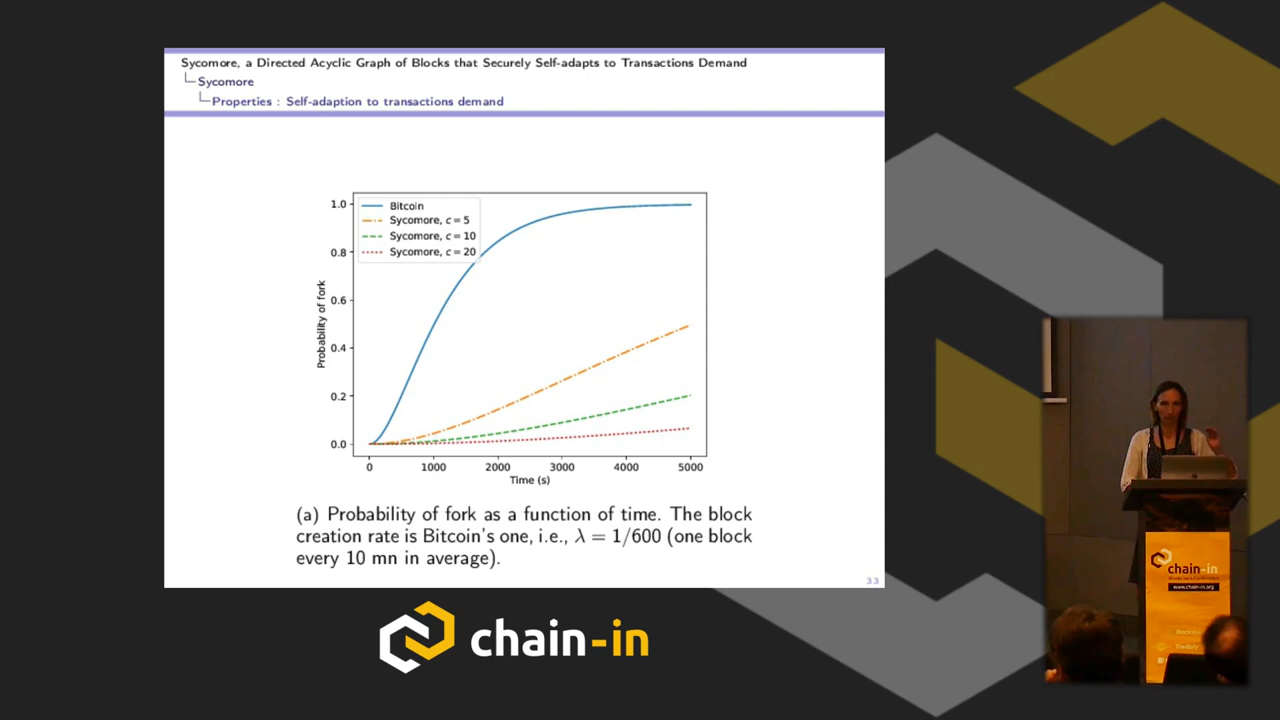 Sycomore, a Directed Acyclic Graph of Blocks that Securely Self-adapts to Transactions Demand
Sycomore
Properties : Self-adaption to transactions demand
1.0
0.8
0.6
0.4
0.2
0.0
Probability of fork
Bitcoin
Sycomore, c = 5
Sycomore, c = 10
Sycomore, c = 20
0 1000 2000 3000 4000 5000
Time (s)
(a) Probability of fork as a function of time. The block
creation rate is Bitcoin's one, i.e., λ = 1/600 (one block
every 10 mn in average).
33
chain-in
chain-in
www.chain-in.org